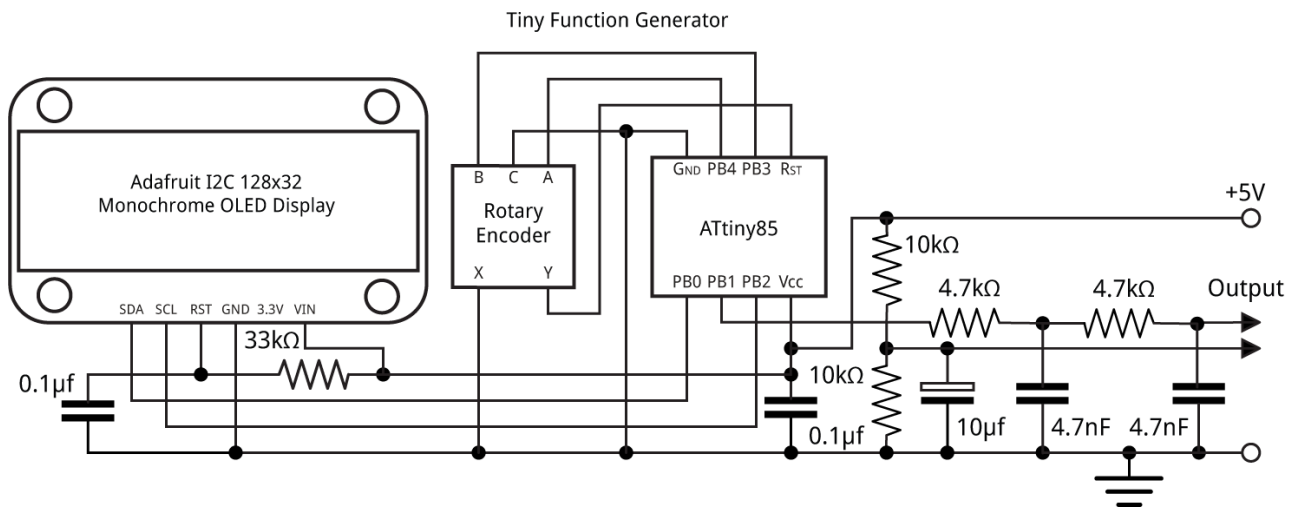 Tiny Function Generator
Adafruit I2C 128x32
Monochrome OLED Display
SDA SCL RST GND 3.3V VIN
33kΩ
0.1µf
B C A
Rotary
Encoder
X Y
GND PB4 PB3 RST
ATtiny85
PB0 PB1 PB2 Vcc
0.1µf
+5V
10kΩ
4.7kΩ
4.7kΩ
Output
10kΩ
10µf
4.7nF
4.7nF